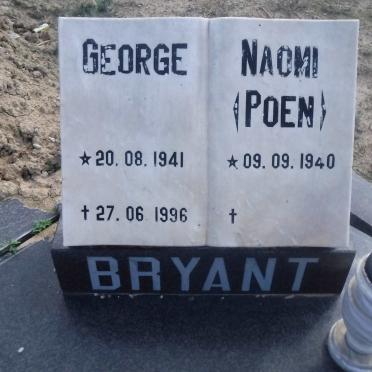 GEORGE
★ 20. 08. 1941
† 27. 06 1996
NAOMI
(POEN)
★ 09. 09. 1940
†
BRYANT